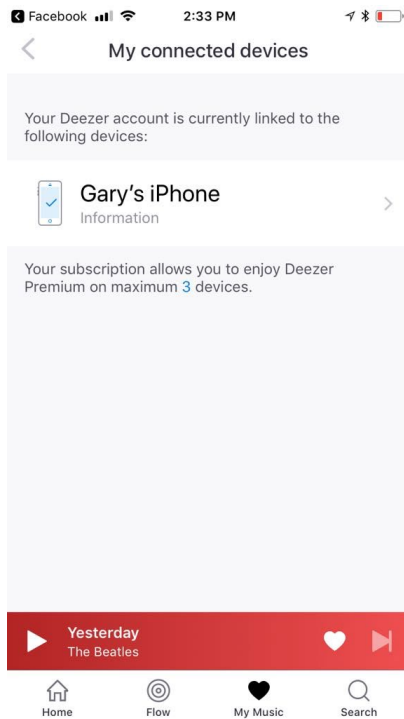 Facebook 2:33 PM
My connected devices
Your Deezer account is currently linked to the
following devices:
Gary's iPhone
Information
Your subscription allows you to enjoy Deezer
Premium on maximum 3 devices.
Yesterday
The Beatles
Home Flow My Music Search